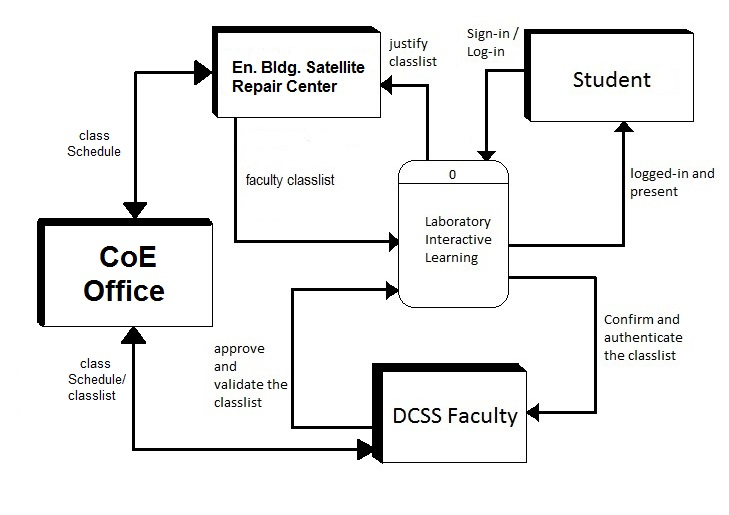 justify
classlist
Sign-in /
Log-in
En. Bldg. Satellite
Repair Center
Student
class
Schedule
faculty classlist
0
logged-in and
present
Laboratory
Interactive
Learning
CoE
Office
Confirm and
authenticate
the classlist
approve
and
validate the
classlist
class
Schedule/
classlist
DCSS Faculty